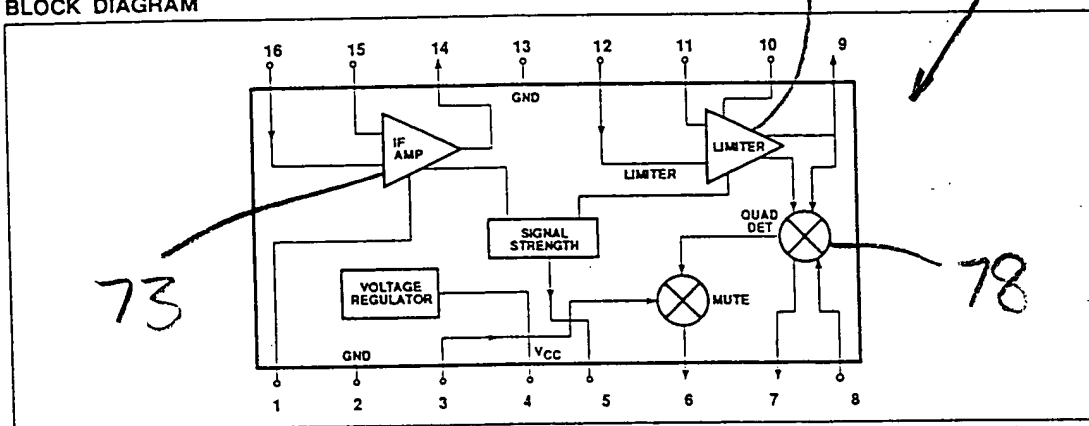 BLOCK DIAGRAM
16 15 14 13 12 11 10 9
GND
IF
AMP
LIMITER
LIMITER
QUAD
DET
SIGNAL
STRENGTH
73
78
VOLTAGE
REGULATOR
MUTE
GND
VCC
1 2 3 4 5 6 7 8